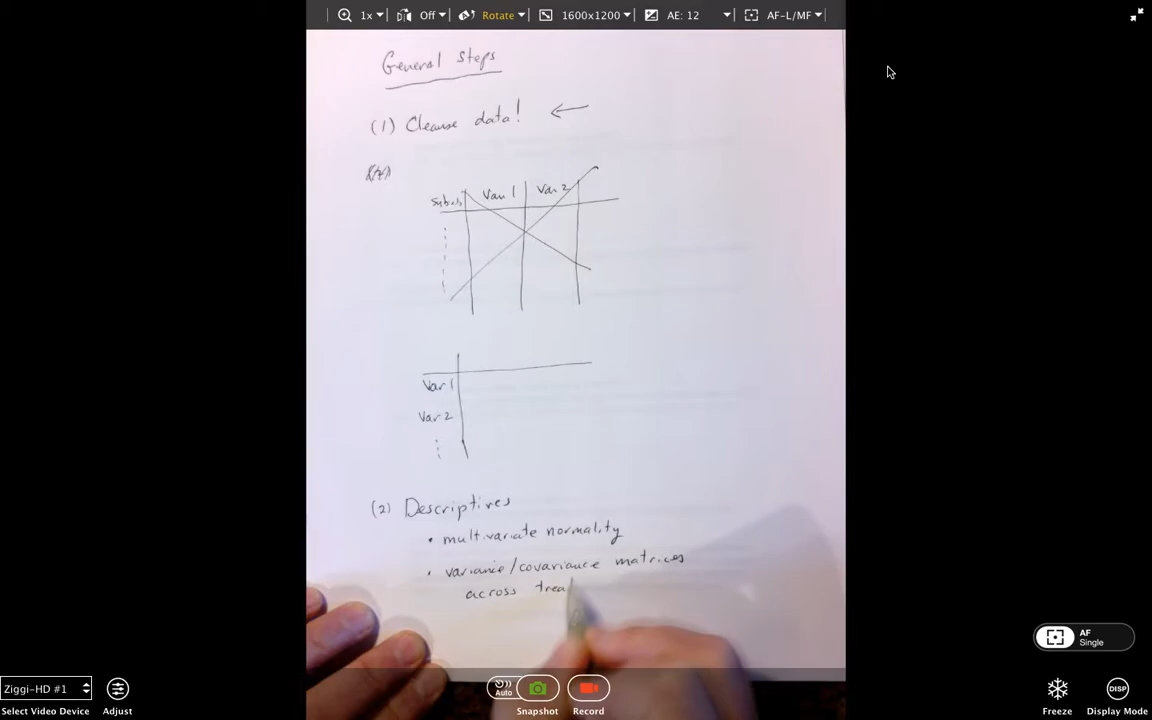 1x Off Rotate 1600x1200 AE: 12 AF-L/MF
General Steps
(1) Cleanse data!
Subjs Var 1 Var 2
Var 1
Var 2
(2) Descriptives
• multivariate normality
• variance/covariance matrices
across trea
AF
Single
Ziggi-HD #1
Auto
Select Video Device Adjust Snapshot Record Freeze Display Mode
DISP